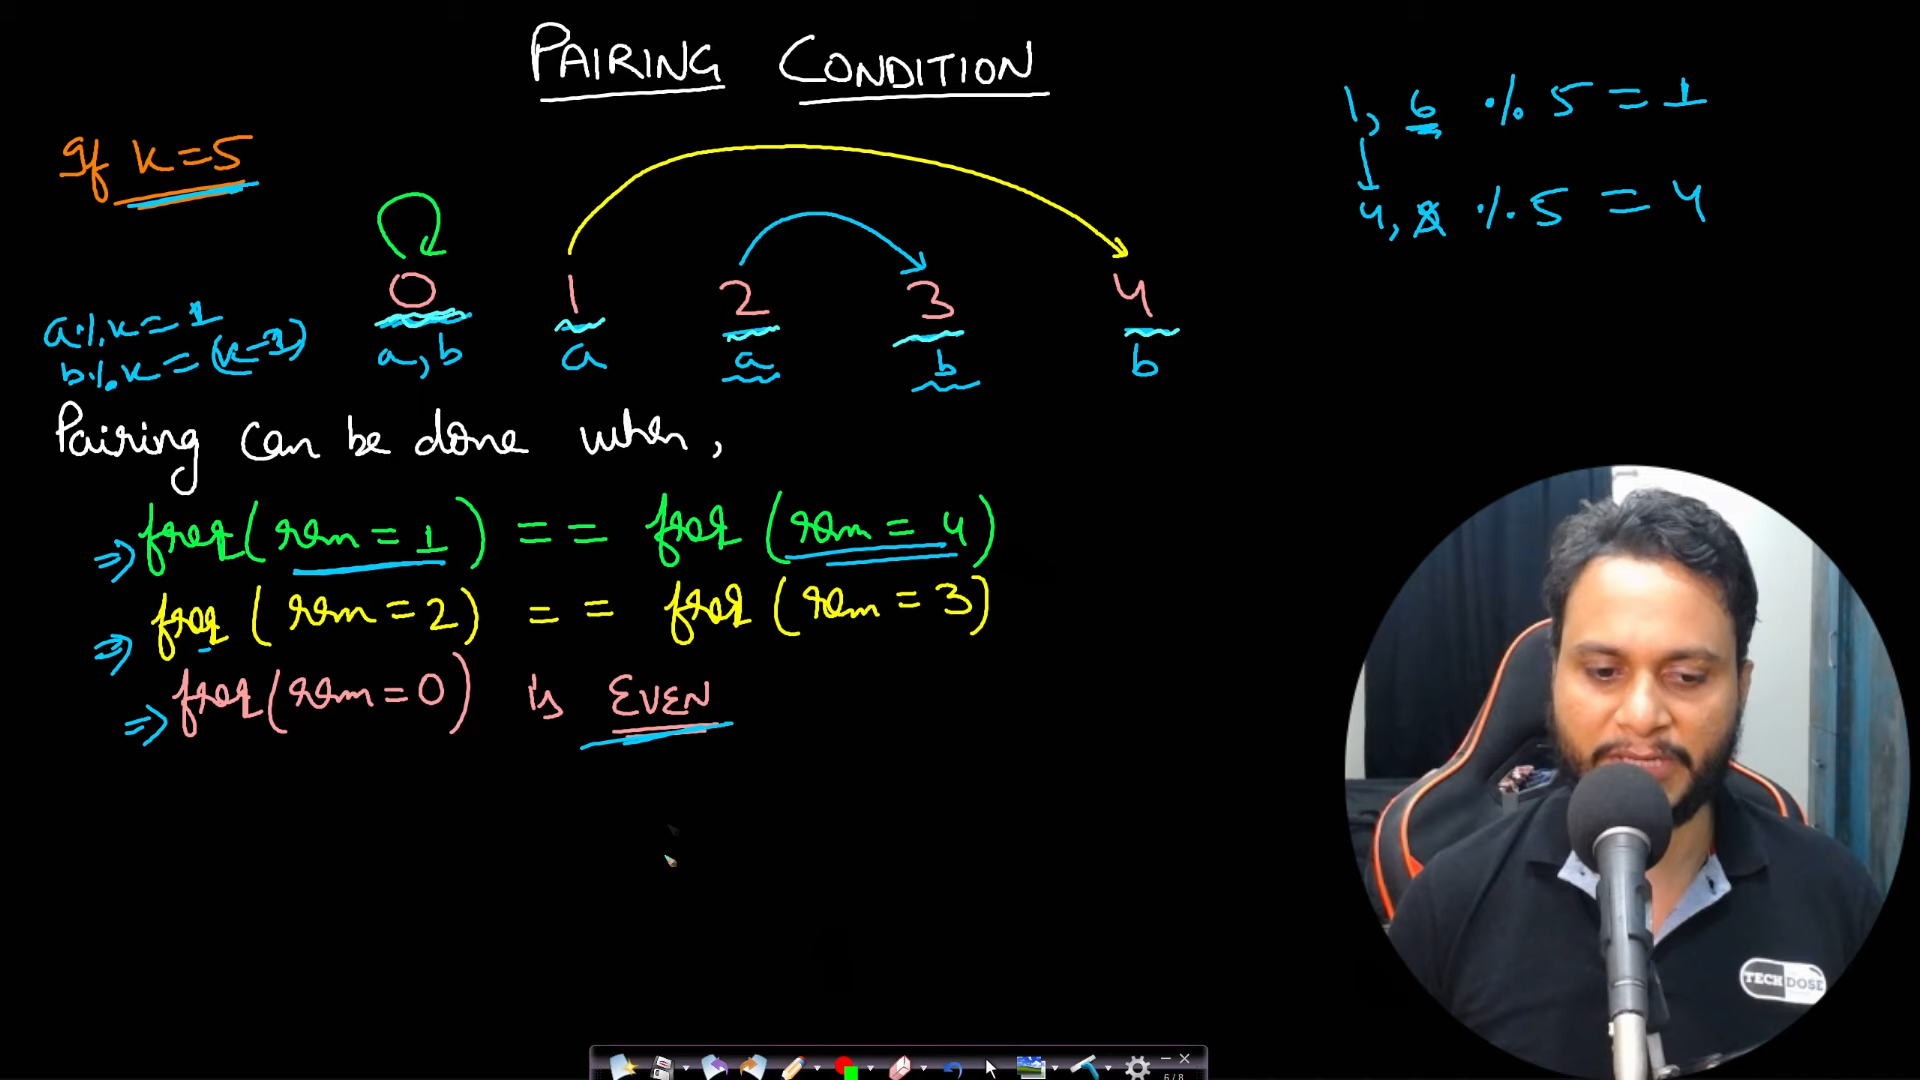 PAIRING CONDITION
If k=5
1, 6 % 5 = 1
4, % 5 = 4
0 1 2 3 4
a,b a a b b
a%k=1
b%k=(k-1)
Pairing can be done when,
=> freq(rem=1) == freq(rem=4)
=> freq(rem=2) == freq(rem=3)
=> freq(rem=0) is EVEN
TECH DOSE
6/8